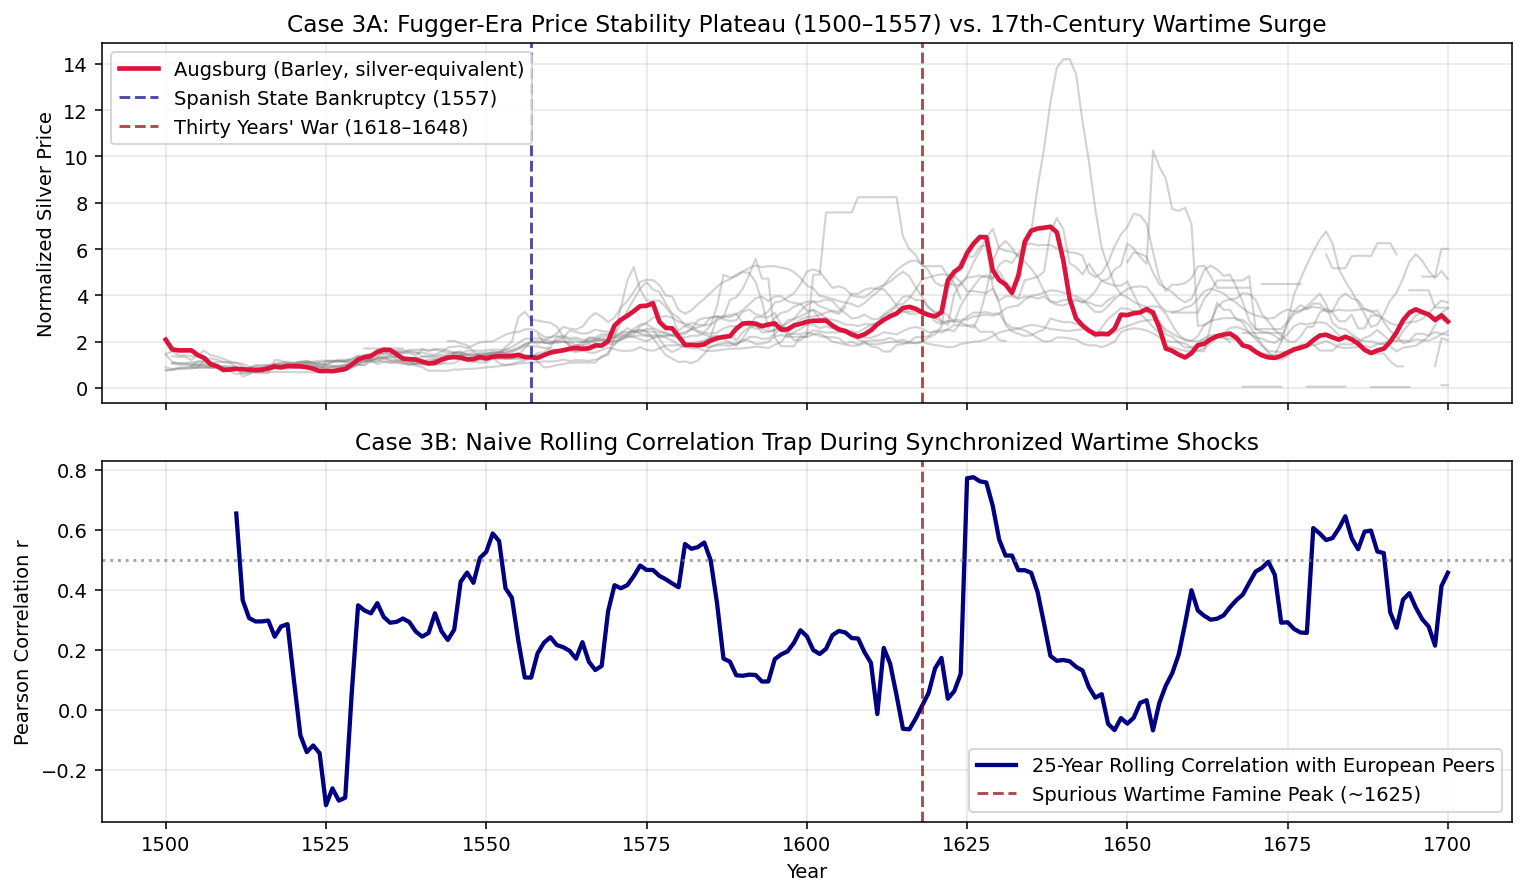 Case 3A: Fugger-Era Price Stability Plateau (1500–1557) vs. 17th-Century Wartime Surge
Normalized Silver Price
14
12
10
8
6
4
2
0
Augsburg (Barley, silver-equivalent)
Spanish State Bankruptcy (1557)
Thirty Years' War (1618–1648)
Case 3B: Naive Rolling Correlation Trap During Synchronized Wartime Shocks
Pearson Correlation r
0.8
0.6
0.4
0.2
0.0
−0.2
25-Year Rolling Correlation with European Peers
Spurious Wartime Famine Peak (~1625)
1500 1525 1550 1575 1600 1625 1650 1675 1700
Year